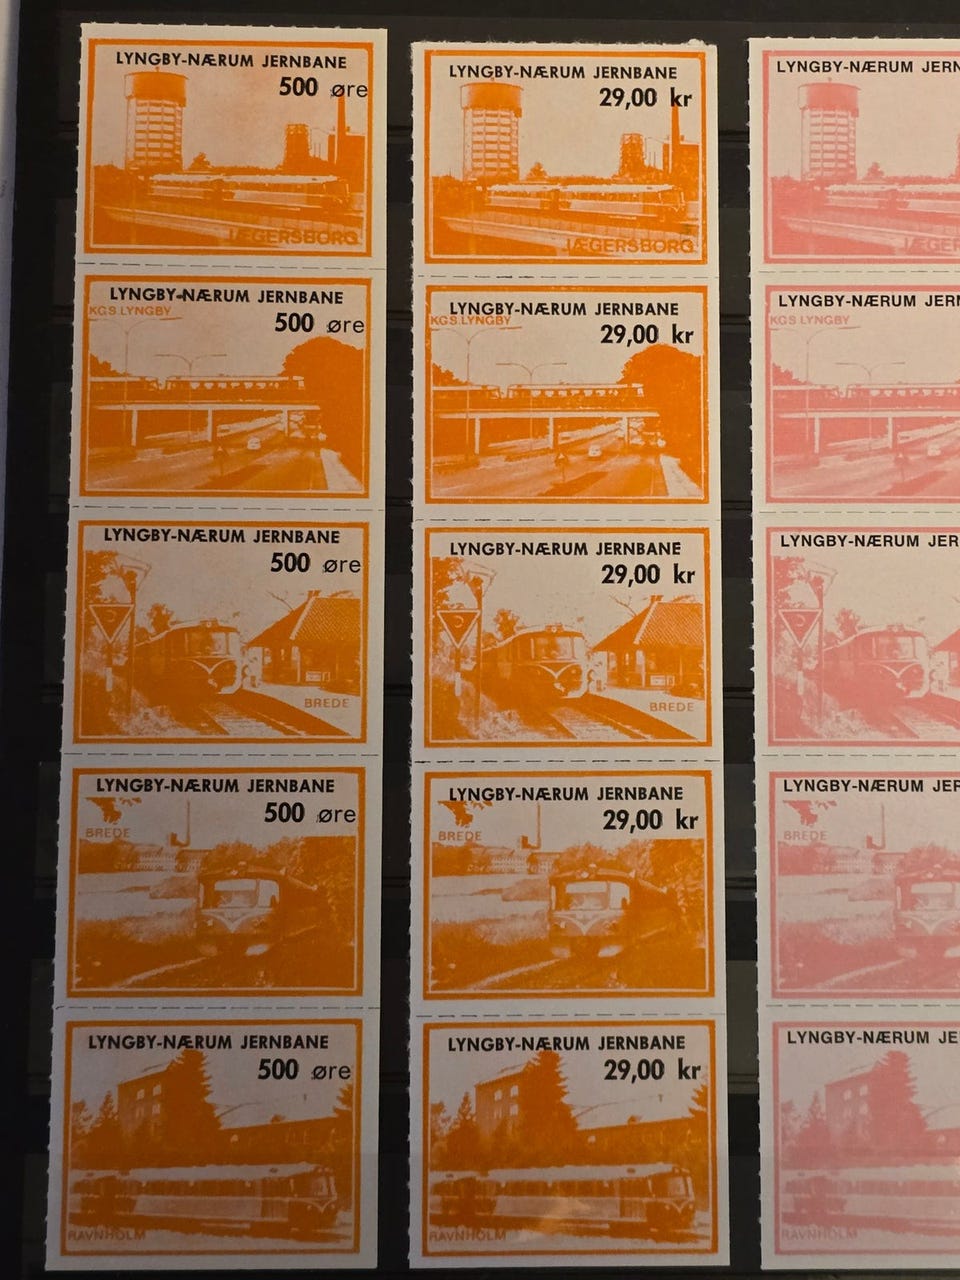 LYNGBY-NÆRUM JERNBANE
500 øre
JÆGERSBORG
LYNGBY-NÆRUM JERNBANE
KGS.LYNGBY
500 øre
LYNGBY-NÆRUM JERNBANE
500 øre
BREDE
LYNGBY-NÆRUM JERNBANE
500 øre
BREDE
LYNGBY-NÆRUM JERNBANE
500 øre
RAVNHOLM
LYNGBY-NÆRUM JERNBANE
29,00 kr
JÆGERSBORG
LYNGBY-NÆRUM JERNBANE
KGS.LYNGBY
29,00 kr
LYNGBY-NÆRUM JERNBANE
29,00 kr
BREDE
LYNGBY-NÆRUM JERNBANE
29,00 kr
BREDE
LYNGBY-NÆRUM JERNBANE
29,00 kr
RAVNHOLM
LYNGBY-NÆRUM JERN
JÆGER
LYNGBY-NÆRUM JERN
KGS.LYNGBY
LYNGBY-NÆRUM JER
LYNGBY-NÆRUM JER
BREDE
LYNGBY-NÆRUM JE
RAVNHOLM